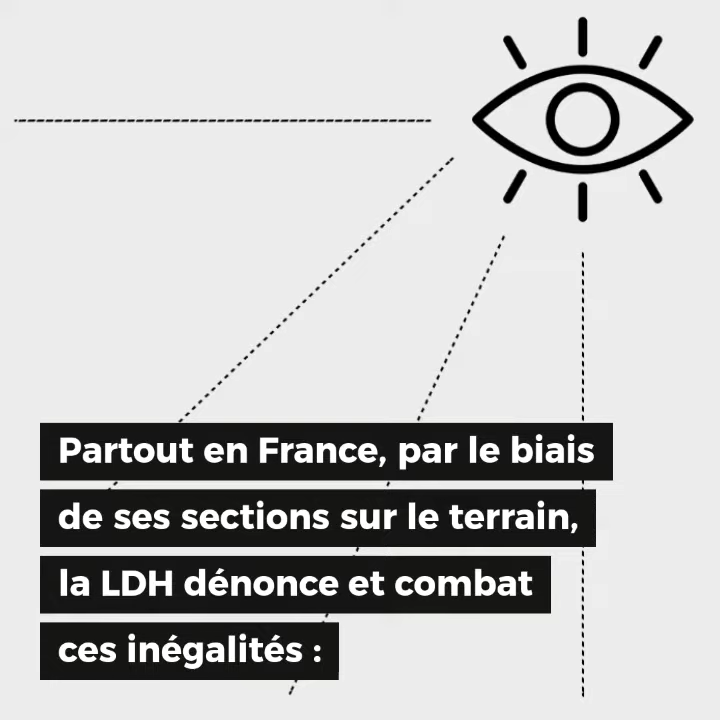 Partout en France, par le biais
de ses sections sur le terrain,
la LDH dénonce et combat
ces inégalités :